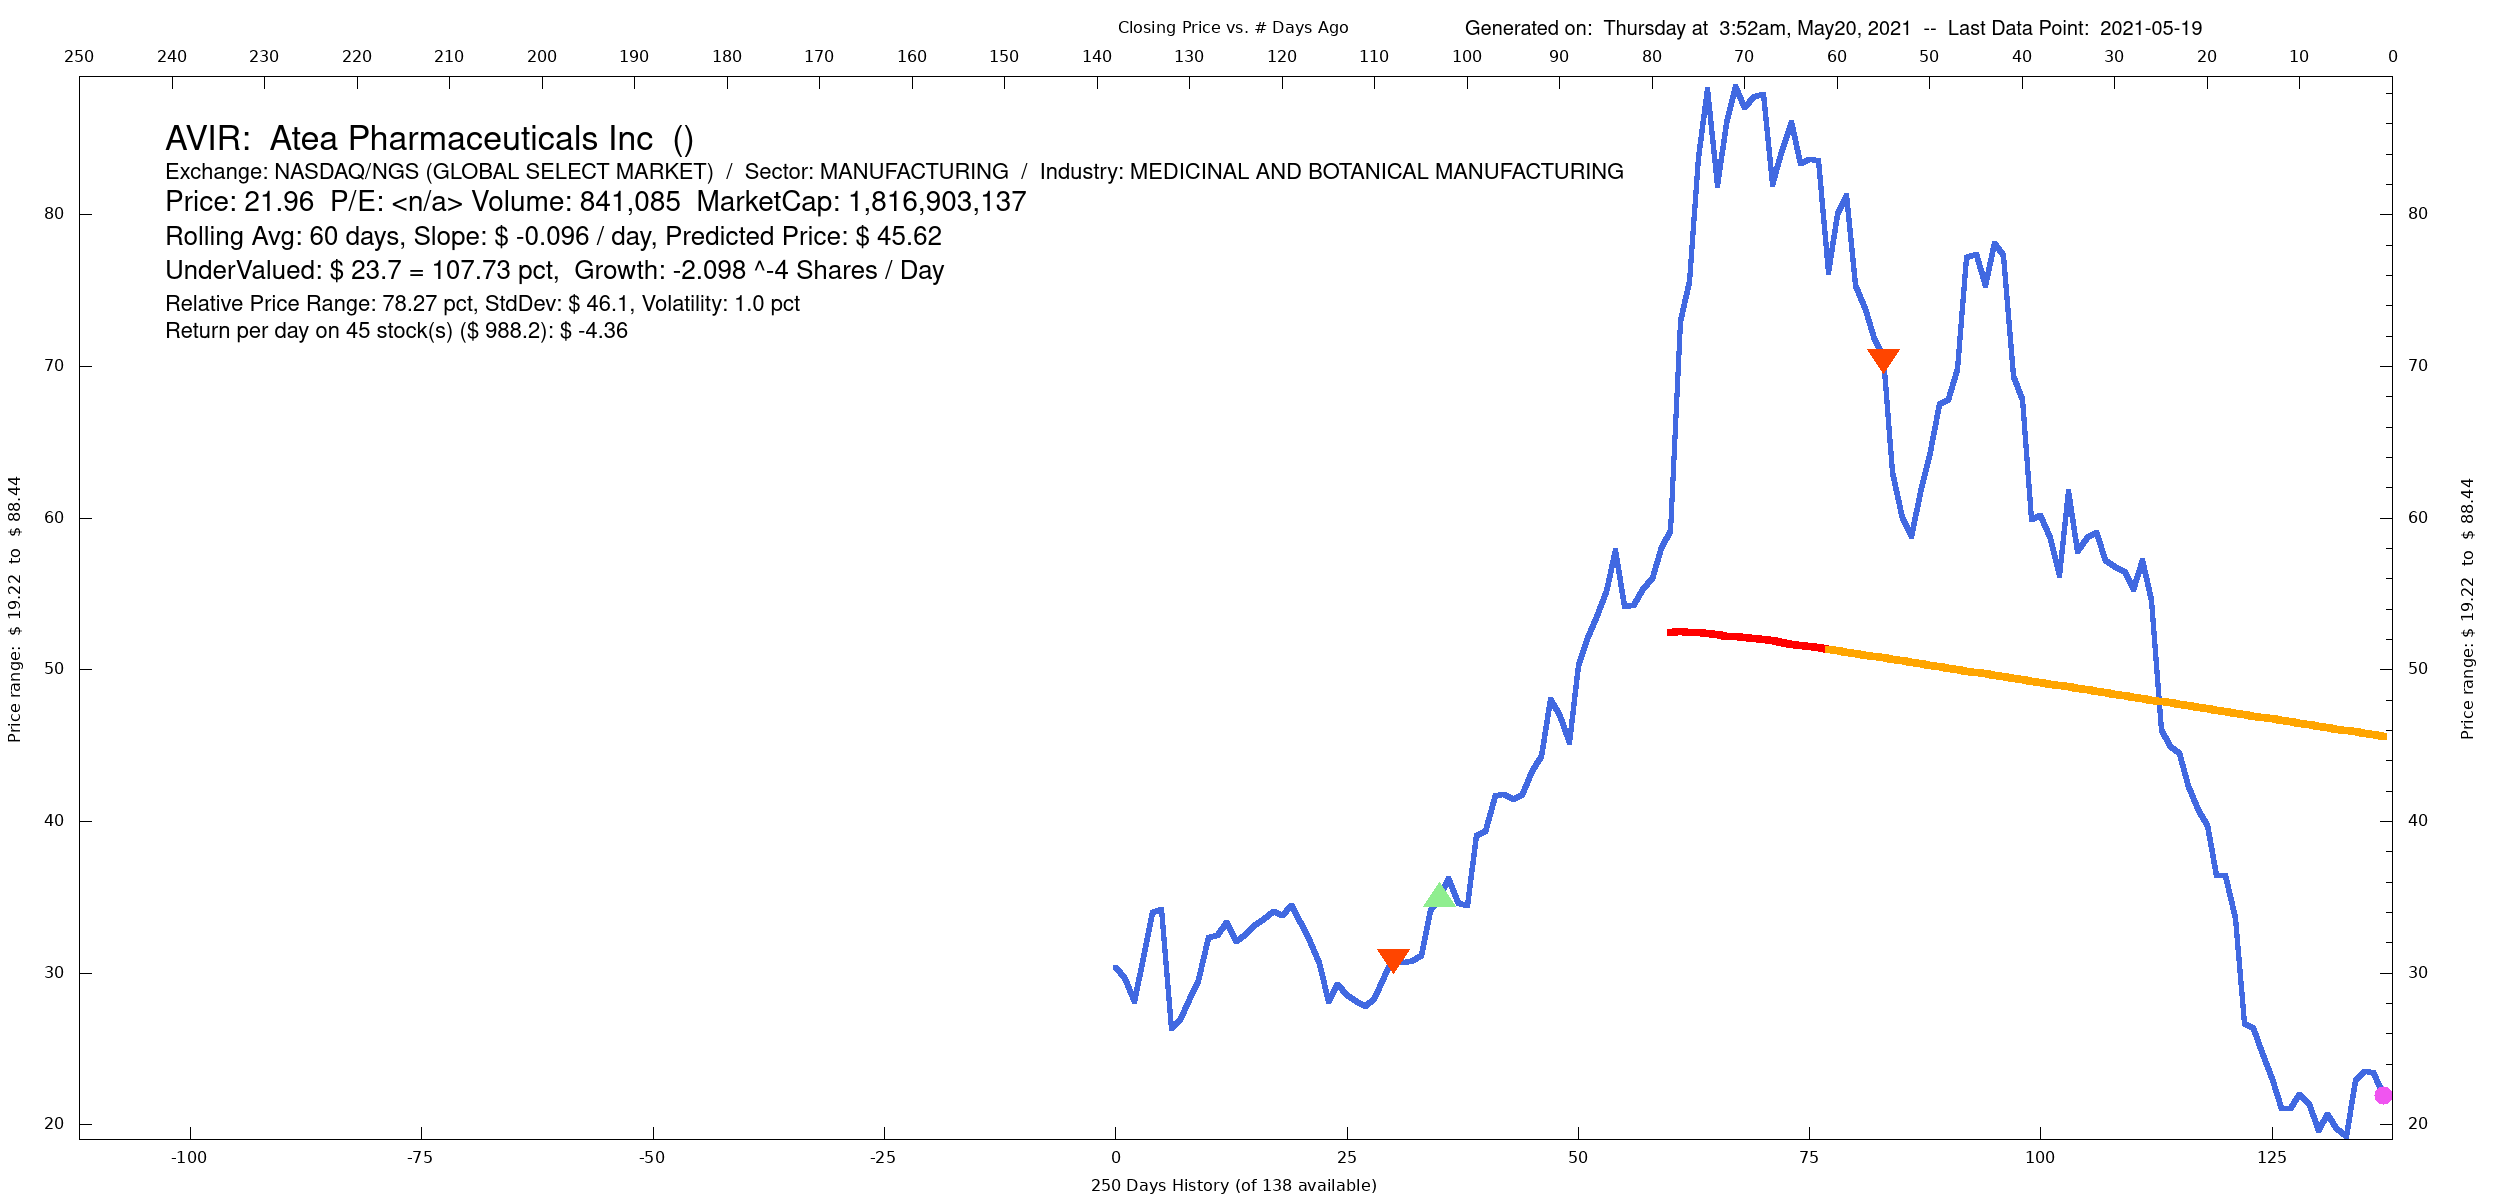 Closing Price vs. # Days Ago
Generated on:  Thursday at  3:52am, May20, 2021  --  Last Data Point:  2021-05-19
250 240 230 220 210 200 190 180 170 160 150 140 130 120 110 100 90 80 70 60 50 40 30 20 10 0
AVIR:  Atea Pharmaceuticals Inc  ()
Exchange: NASDAQ/NGS (GLOBAL SELECT MARKET)  /  Sector: MANUFACTURING  /  Industry: MEDICINAL AND BOTANICAL MANUFACTURING
Price: 21.96  P/E: <n/a> Volume: 841,085  MarketCap: 1,816,903,137
Rolling Avg: 60 days, Slope: $ -0.096 / day, Predicted Price: $ 45.62
UnderValued: $ 23.7 = 107.73 pct,  Growth: -2.098 ^-4 Shares / Day
Relative Price Range: 78.27 pct, StdDev: $ 46.1, Volatility: 1.0 pct
Return per day on 45 stock(s) ($ 988.2): $ -4.36
80 80
70 70
60 60
50 50
40 40
30 30
20 20
Price range: $ 19.22  to  $ 88.44
Price range: $ 19.22  to  $ 88.44
-100 -75 -50 -25 0 25 50 75 100 125
250 Days History (of 138 available)